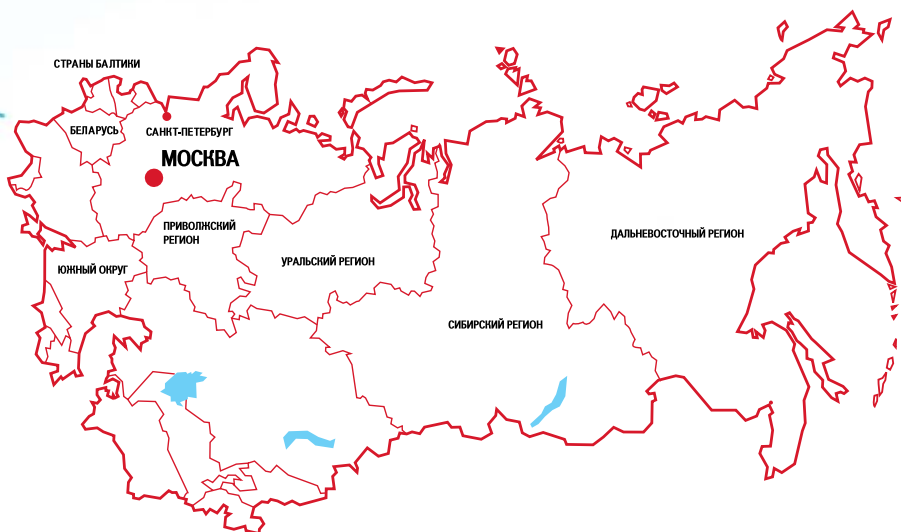 СТРАНЫ БАЛТИКИ
БЕЛАРУСЬ
САНКТ-ПЕТЕРБУРГ
МОСКВА
ПРИВОЛЖСКИЙ
РЕГИОН
ДАЛЬНЕВОСТОЧНЫЙ РЕГИОН
УРАЛЬСКИЙ РЕГИОН
ЮЖНЫЙ ОКРУГ
СИБИРСКИЙ РЕГИОН